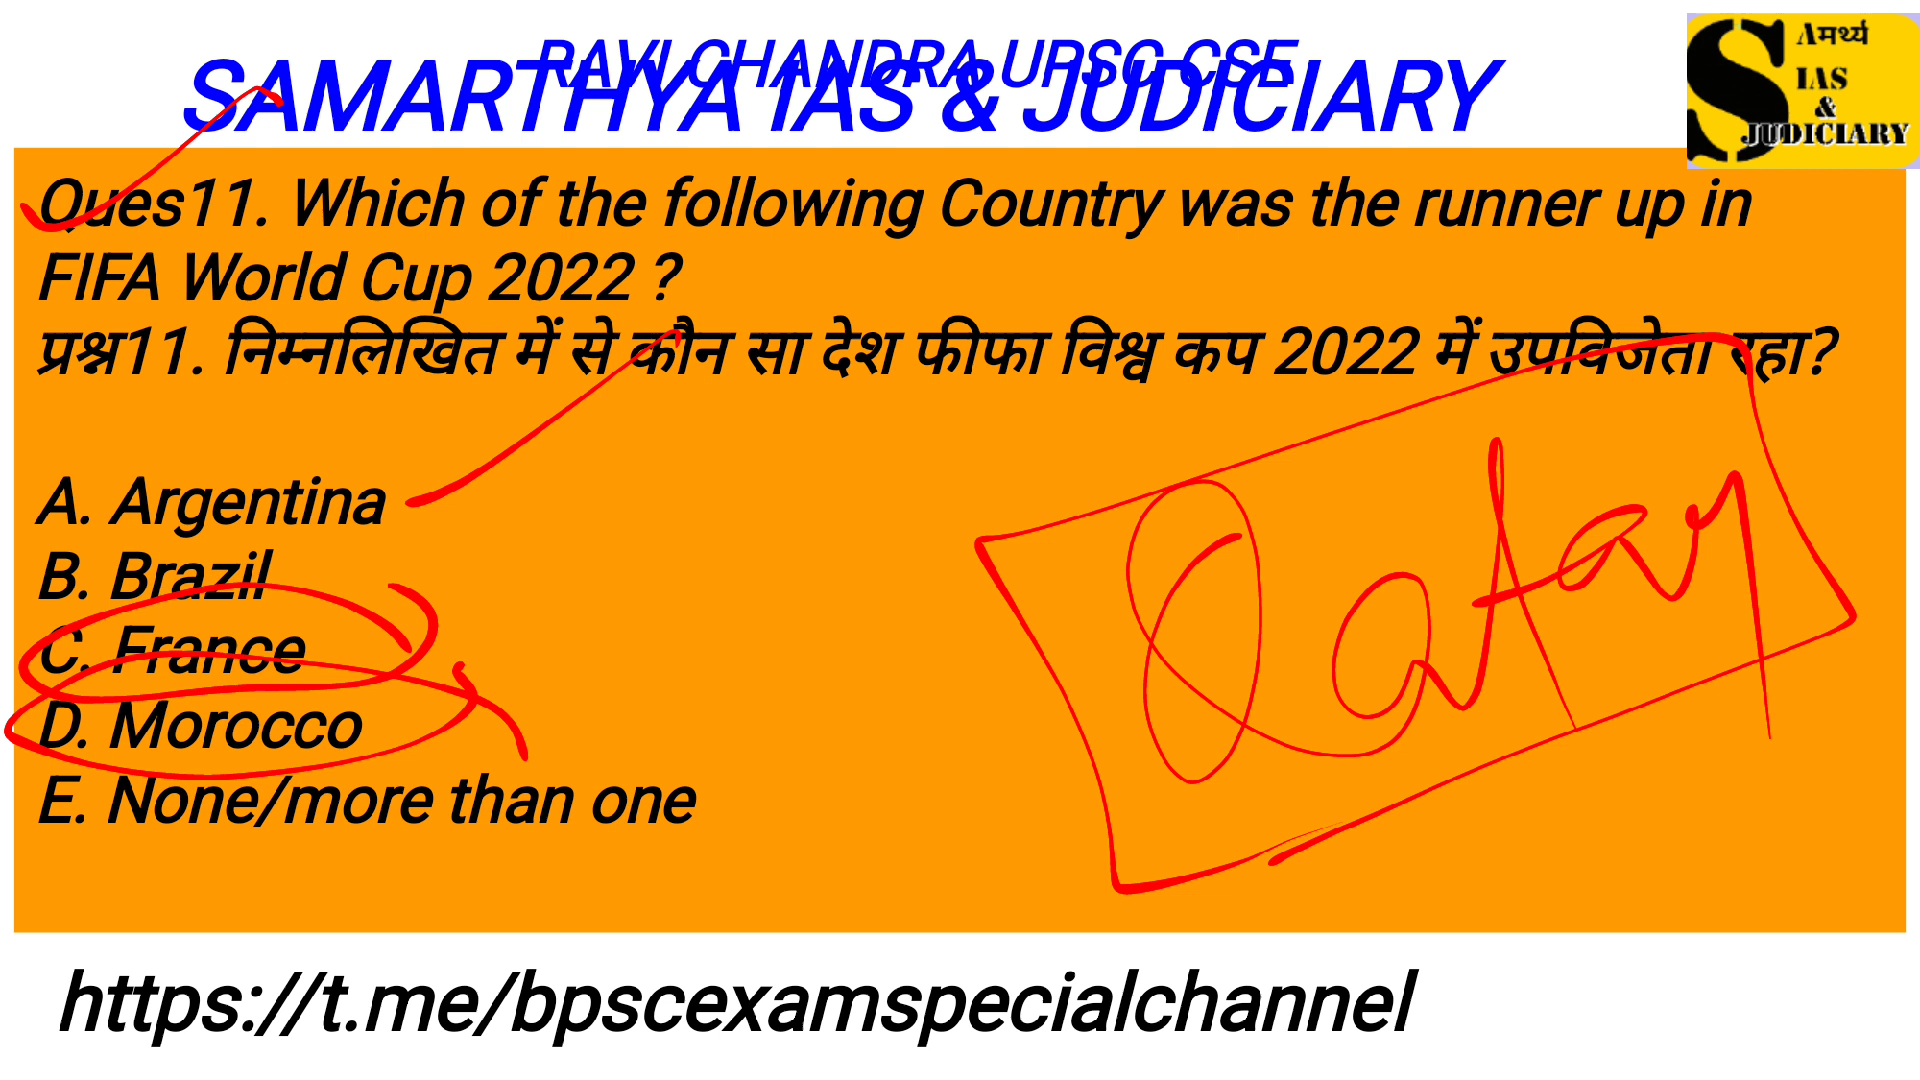 RAVI CHANDRA UPSC CSE
SAMARTHYA IAS & JUDICIARY
SAमर्थ्य
IAS
&
JUDICIARY
Ques11. Which of the following Country was the runner up in
FIFA World Cup 2022 ?
प्रश्न11. निम्नलिखित में से कौन सा देश फीफा विश्व कप 2022 में उपविजेता रहा?
A. Argentina
B. Brazil
C. France
D. Morocco
E. None/more than one
Qatar
https://t.me/bpscexamspecialchannel